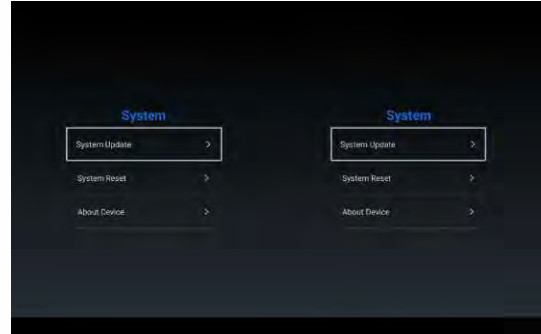 System
System Update >
System Reset >
About Device >
System
System Update >
System Reset >
About Device >